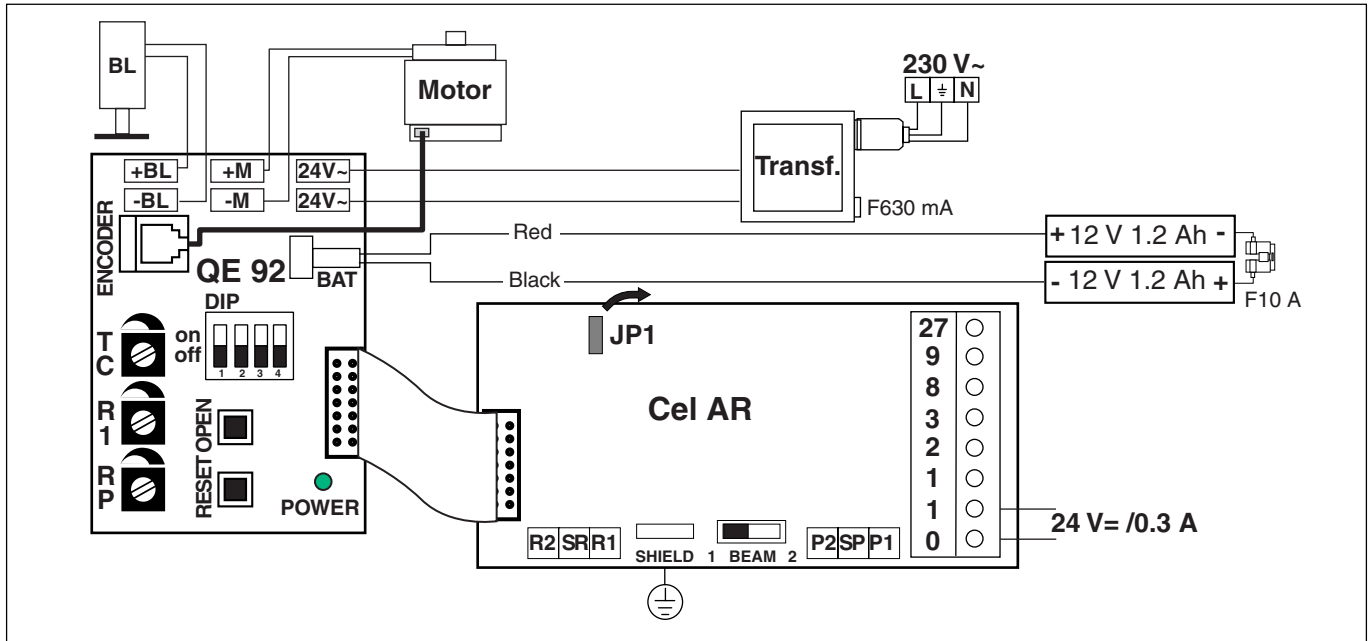 BL
Motor
230 V~
L ⏚ N
Transf.
F630 mA
+BL +M 24V~
-BL -M 24V~
ENCODER
QE 92
BAT
Red
Black
+ 12 V 1.2 Ah -
- 12 V 1.2 Ah +
F10 A
DIP
on
off
1 2 3 4
TC
R1
RP
OPEN
RESET
POWER
JP1
Cel AR
27
9
8
3
2
1
1
0
24 V= /0.3 A
R2 SR R1
SHIELD
1 BEAM 2
P2 SP P1